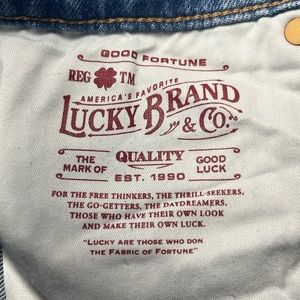 GOOD FORTUNE
REG TM
AMERICA'S FAVORITE
LUCKY BRAND
& CO.
THE MARK OF QUALITY GOOD LUCK
EST. 1990
FOR THE FREE THINKERS, THE THRILL-SEEKERS,
THE GO-GETTERS, THE DAYDREAMERS,
THOSE WHO HAVE THEIR OWN LOOK
AND MAKE THEIR OWN LUCK.
"LUCKY ARE THOSE WHO DON
THE FABRIC OF FORTUNE"